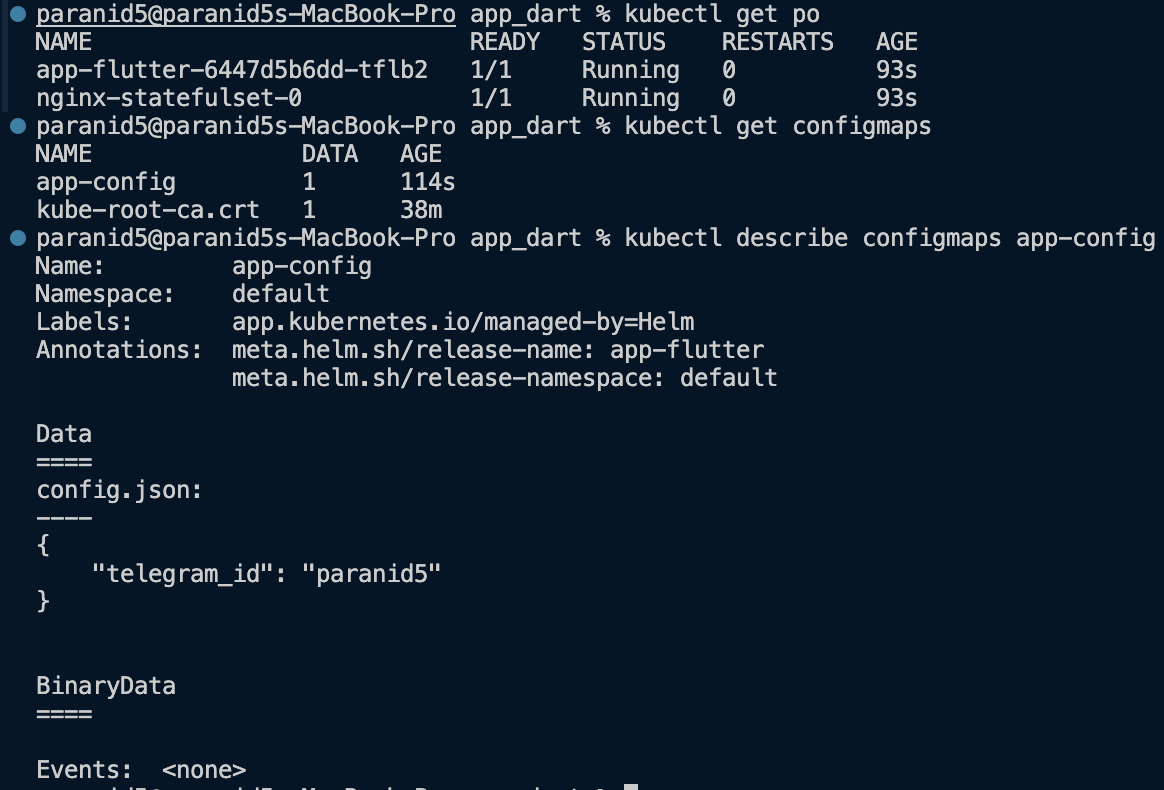 paranid5@paranid5s-MacBook-Pro app_dart % kubectl get po
NAME                           READY   STATUS    RESTARTS   AGE
app-flutter-6447d5b6dd-tflb2   1/1     Running   0          93s
nginx-statefulset-0            1/1     Running   0          93s
paranid5@paranid5s-MacBook-Pro app_dart % kubectl get configmaps
NAME               DATA   AGE
app-config         1      114s
kube-root-ca.crt   1      38m
paranid5@paranid5s-MacBook-Pro app_dart % kubectl describe configmaps app-config
Name:         app-config
Namespace:    default
Labels:       app.kubernetes.io/managed-by=Helm
Annotations:  meta.helm.sh/release-name: app-flutter
              meta.helm.sh/release-namespace: default

Data
====
config.json:
----
{
    "telegram_id": "paranid5"
}


BinaryData
====

Events:  <none>